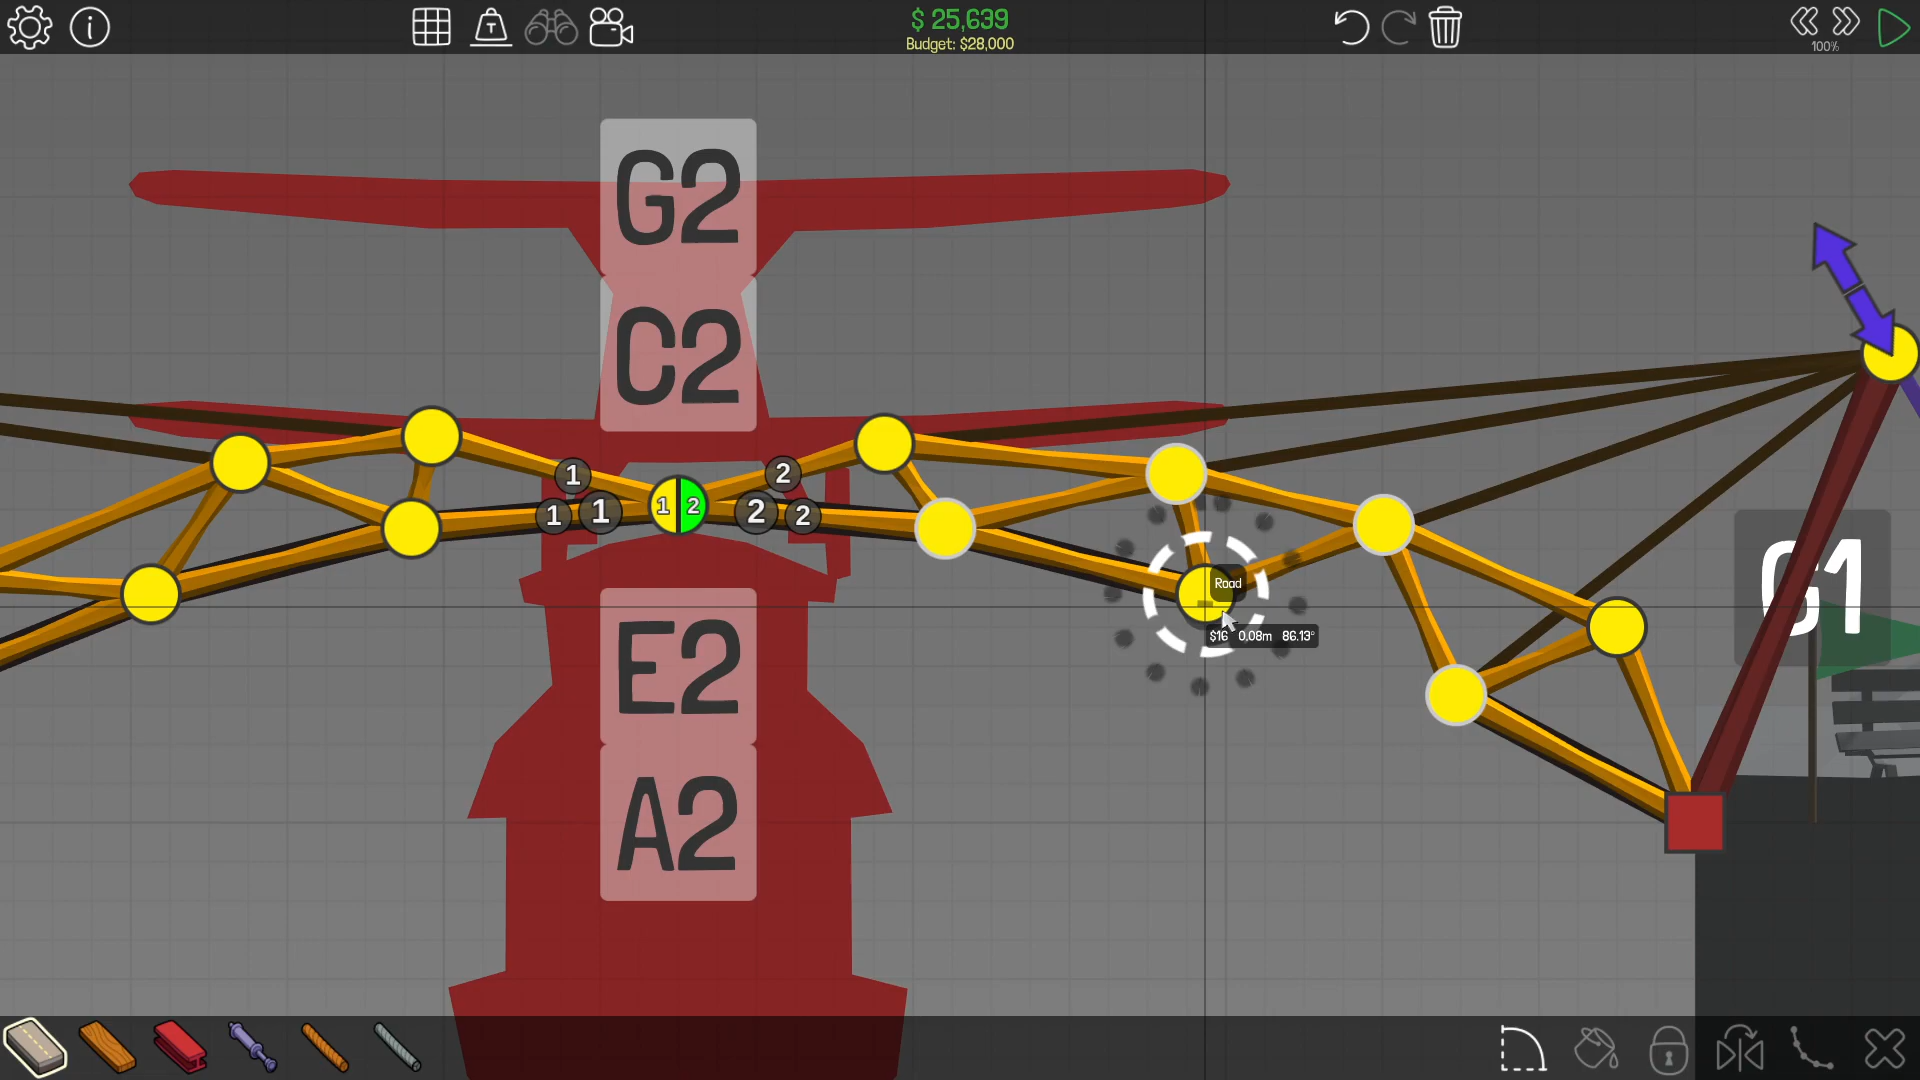 $ 25,639
Budget: $28,000
100%
G2
C2
1
2
1
1
1
2
2
2
G1
Road
$16 0,08m 86.13°
E2
A2